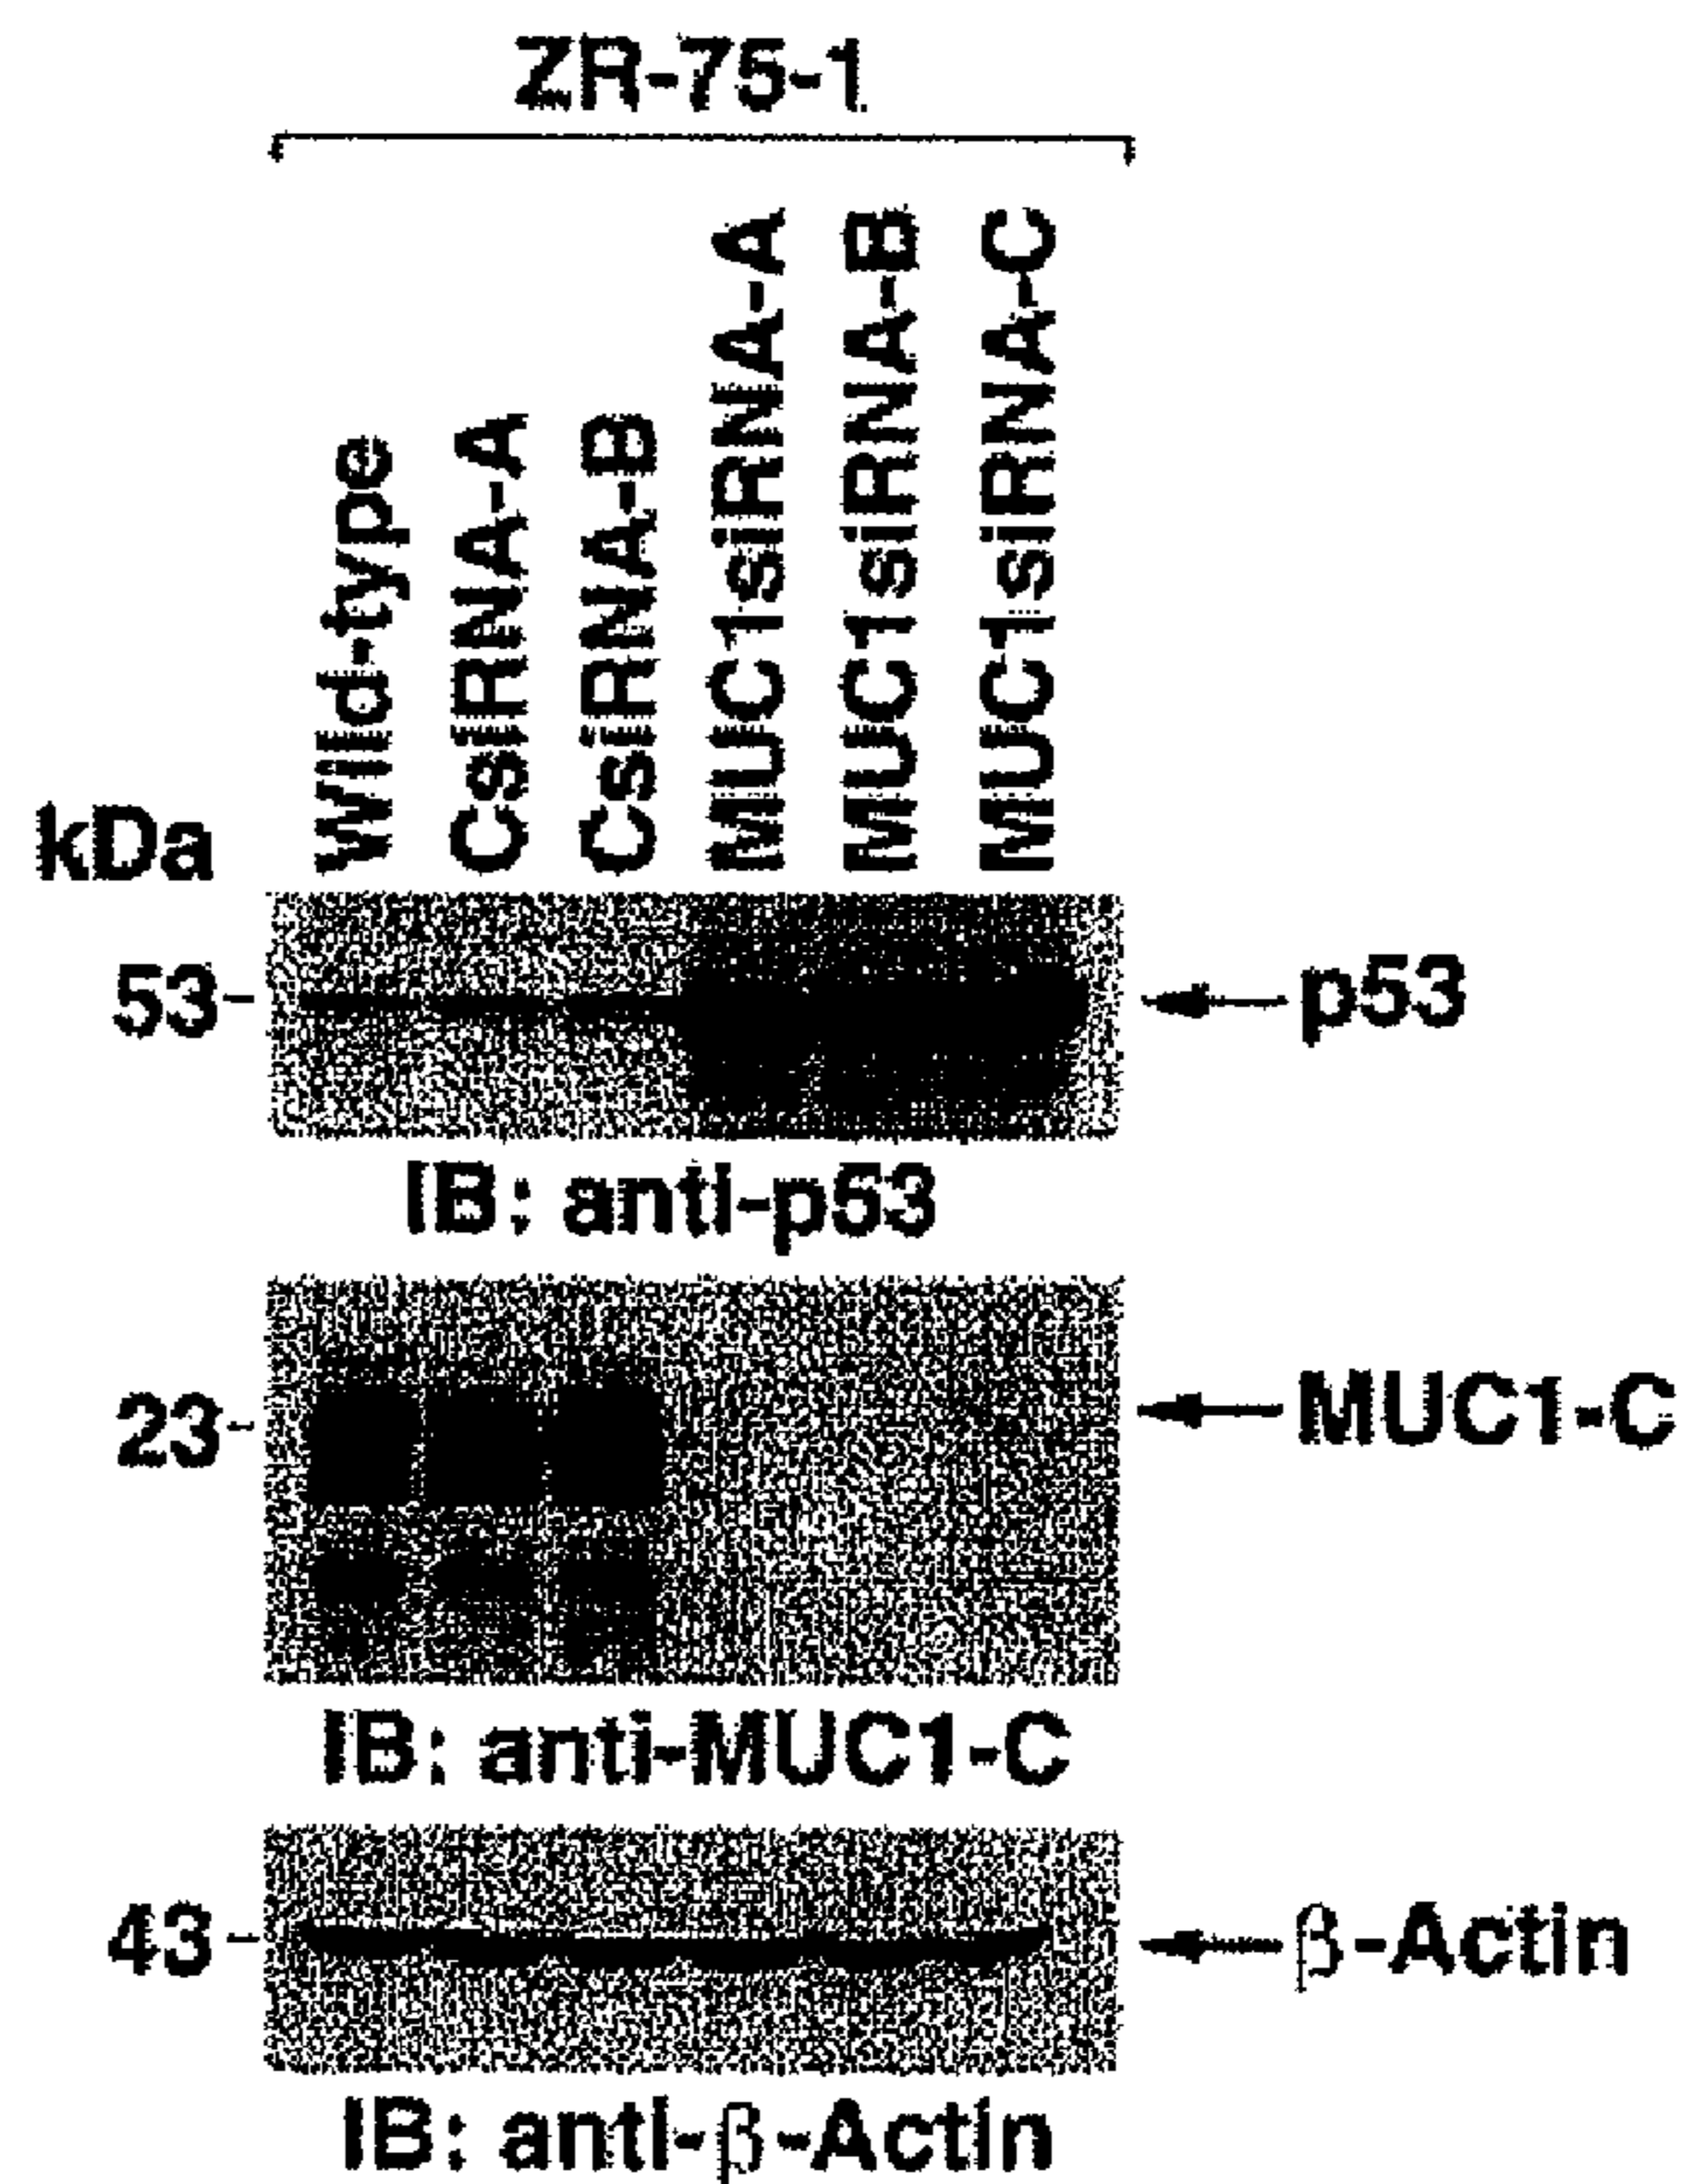 ZR-75-1
Wild-type
CsiRNA-A
CsiRNA-B
MUC1siRNA-A
MUC1siRNA-B
MUC1siRNA-C
kDa
53
p53
IB: anti-p53
23
MUC1-C
IB: anti-MUC1-C
43
β-Actin
IB: anti-β-Actin